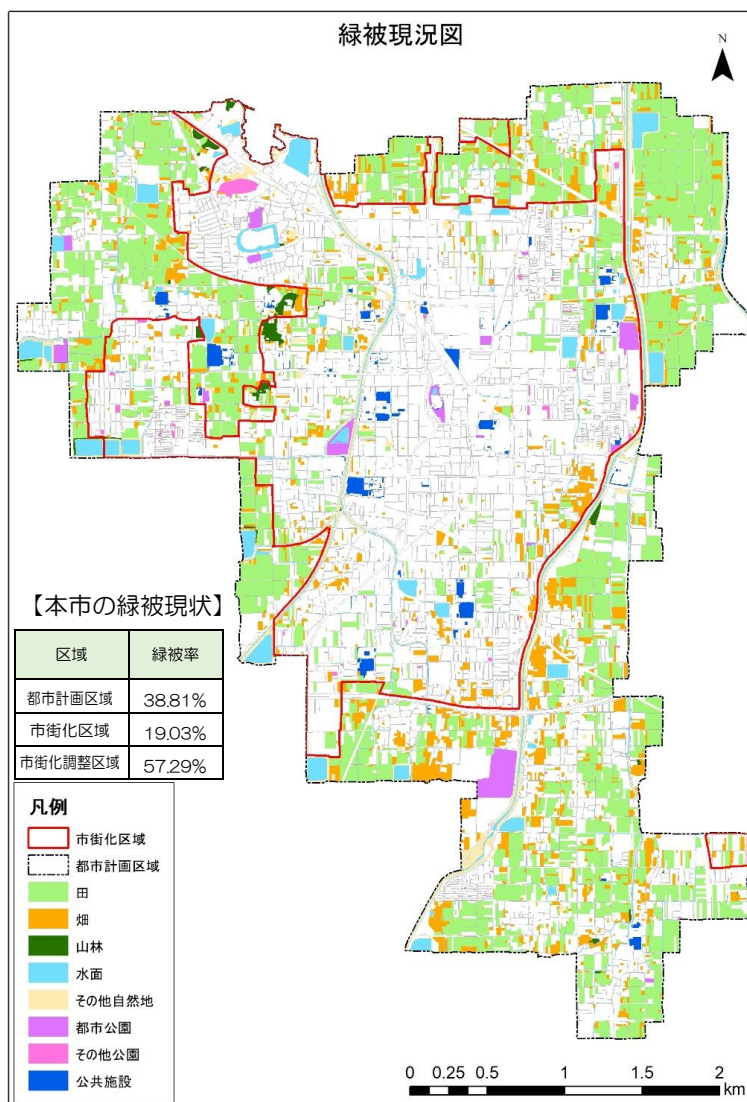 緑被現況図
N
【本市の緑被現状】
区域 緑被率
都市計画区域 38.81%
市街化区域 19.03%
市街化調整区域 57.29%
凡例
市街化区域
都市計画区域
田
畑
山林
水面
その他自然地
都市公園
その他公園
公共施設
0 0.25 0.5 1 1.5 2
km